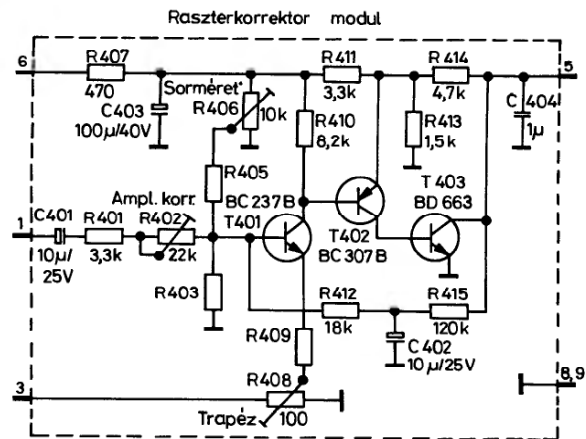 Raszterkorrektor modul
6
R407
470
C403
100µ/40V
Sorméret
R406
10k
R411
3,3k
R414
4,7k
5
C404
1µ
R410
8,2k
R413
1,5k
R405
Ampl. korr.
BC 237B
T401
T402
BC 307B
T403
BD 663
1
C401
10µ/
25V
R401
3,3k
R402
22k
R403
R412
18k
R415
120k
C402
10µ/25V
R409
R408
100
Trapéz
3
8,9